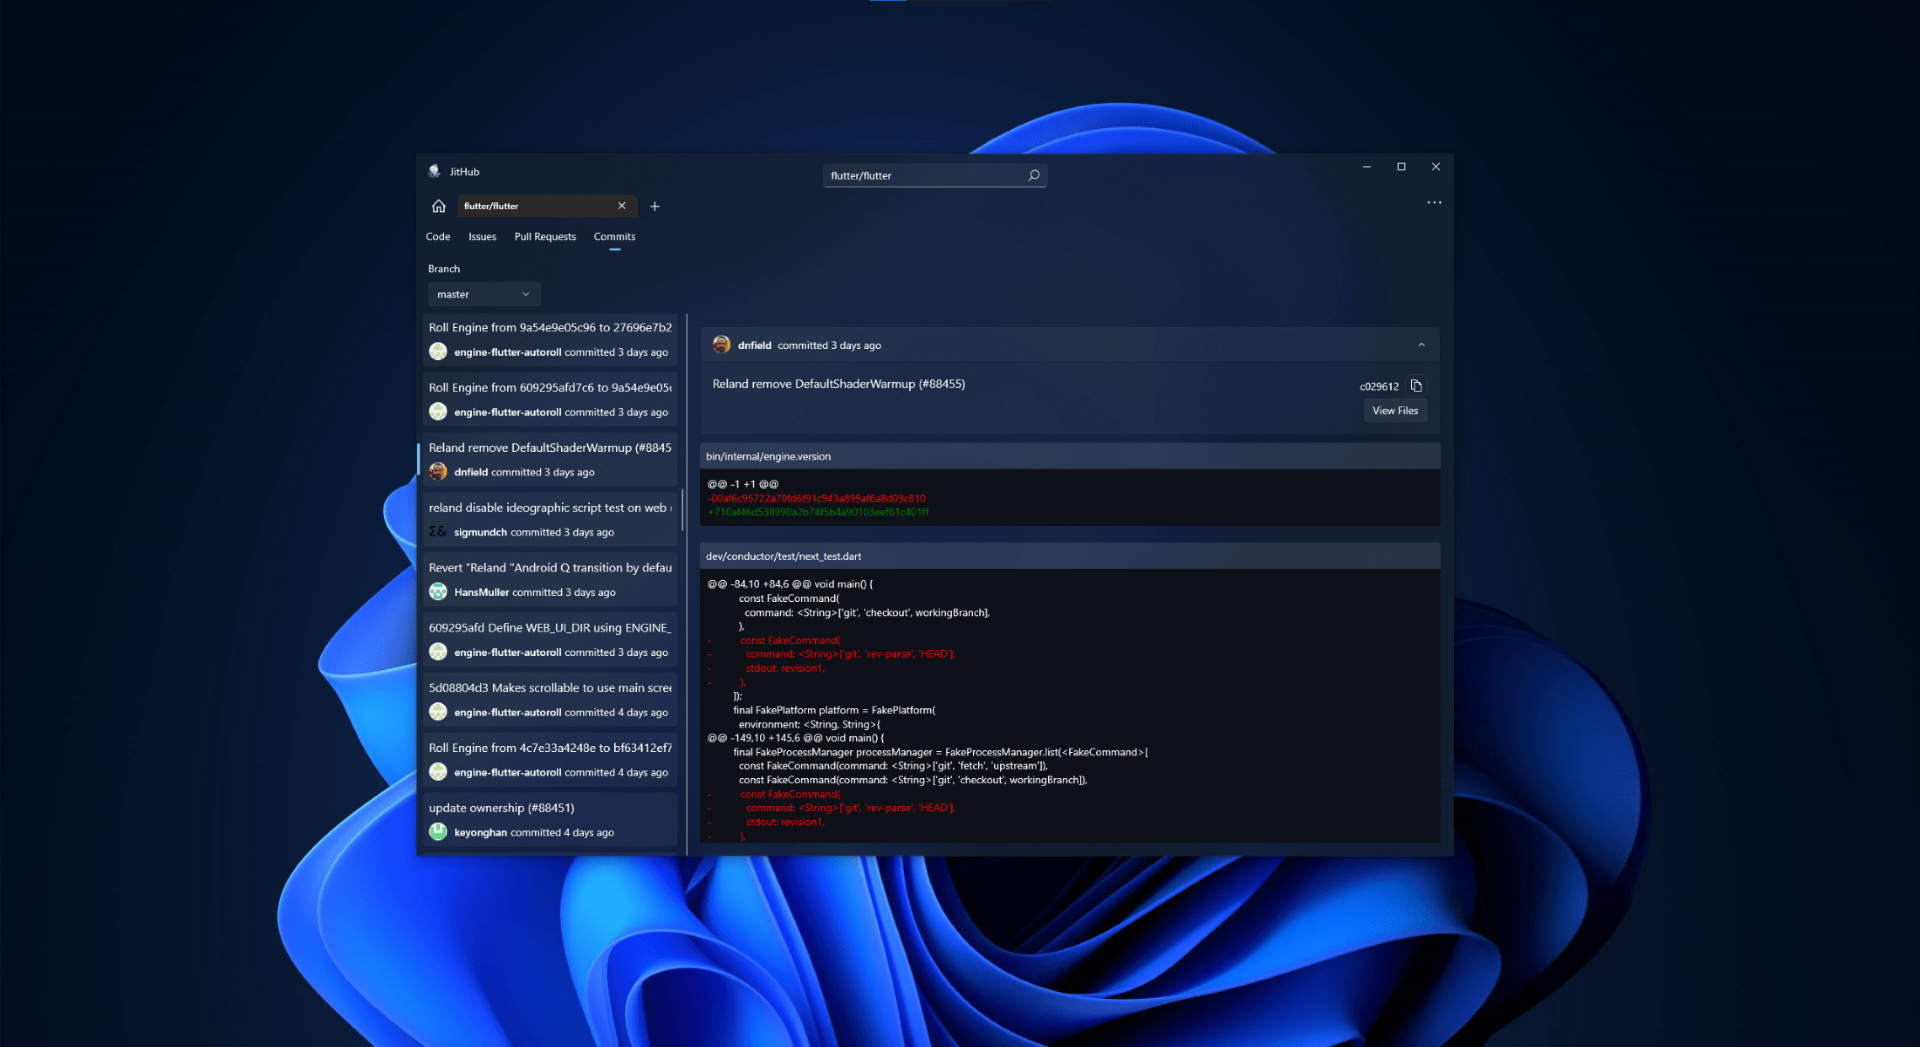 JitHub
flutter/flutter
flutter/flutter
Code Issues Pull Requests Commits
Branch
master
Roll Engine from 9a54e9e05c96 to 27696e7b2
engine-flutter-autoroll committed 3 days ago
Roll Engine from 609295afd7c6 to 9a54e9e05
engine-flutter-autoroll committed 3 days ago
Reland remove DefaultShaderWarmup (#8845
dnfield committed 3 days ago
reland disable ideographic script test on web
Σ&
sigmundch committed 3 days ago
Revert "Reland "Android Q transition by defau
HansMuller committed 3 days ago
609295afd Define WEB_UI_DIR using ENGINE_
engine-flutter-autoroll committed 3 days ago
5d08804d3 Makes scrollable to use main scree
engine-flutter-autoroll committed 4 days ago
Roll Engine from 4c7e33a4248e to bf63412ef7
engine-flutter-autoroll committed 4 days ago
update ownership (#88451)
keyonghan committed 4 days ago
dnfield committed 3 days ago
Reland remove DefaultShaderWarmup (#88455)
c029612
View Files
bin/internal/engine.version
@@ -1 +1 @@
-00af6c95722a70fd6f91c943a899af6a8d09c810
+710af46d538990a2b74f5b4a90103eef81c401ff
dev/conductor/test/next_test.dart
@@ -84,10 +84,6 @@ void main() {
const FakeCommand(
command: <String>['git', 'checkout', workingBranch],
),
- const FakeCommand(
- command: <String>['git', 'rev-parse', 'HEAD'],
- stdout: revision1,
- ),
]);
final FakePlatform platform = FakePlatform(
environment: <String, String>{
@@ -149,10 +145,6 @@ void main() {
final FakeProcessManager processManager = FakeProcessManager.list(<FakeCommand>[
const FakeCommand(command: <String>['git', 'fetch', 'upstream']),
const FakeCommand(command: <String>['git', 'checkout', workingBranch]),
- const FakeCommand(
- command: <String>['git', 'rev-parse', 'HEAD'],
- stdout: revision1,
- ),